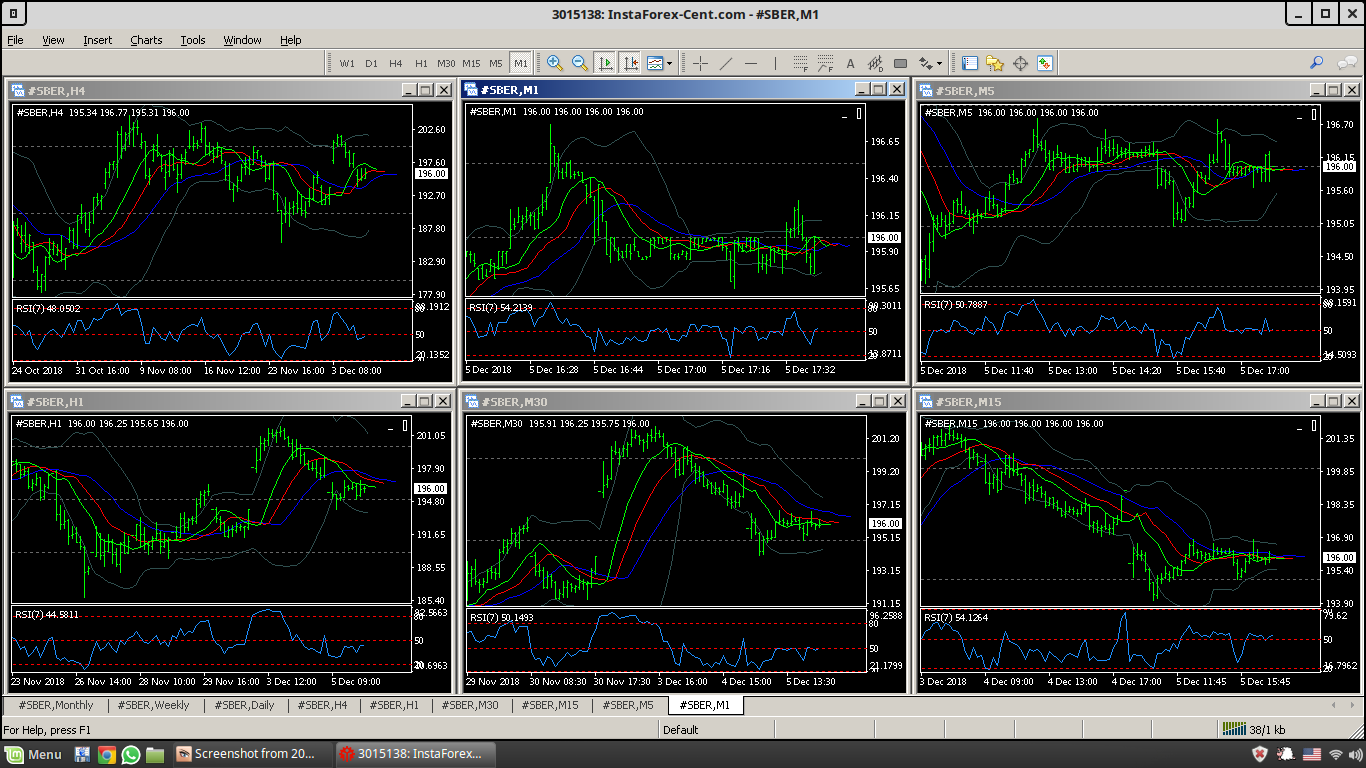 3015138: InstaForex-Cent.com - #SBER,M1
File View Insert Charts Tools Window Help
W1 D1 H4 H1 M30 M15 M5 M1
#SBER,H4
#SBER,H4 195.34 196.77 195.31 196.00
202.60
197.60
196.00
192.70
187.80
182.90
177.90
RSI(7) 48.0502
50
20.1352
24 Oct 2018 31 Oct 16:00 9 Nov 08:00 16 Nov 12:00 23 Nov 16:00 3 Dec 08:00
#SBER,M1
#SBER,M1 196.00 196.00 196.00 196.00
196.65
196.40
196.15
196.00
195.90
195.65
RSI(7) 54.2139
50
5 Dec 2018 5 Dec 16:28 5 Dec 16:44 5 Dec 17:00 5 Dec 17:16 5 Dec 17:32
#SBER,M5
#SBER,M5 196.00 196.00 196.00 196.00
196.70
196.15
196.00
195.60
195.05
194.50
193.95
RSI(7) 50.7887
50
5 Dec 2018 5 Dec 11:40 5 Dec 13:00 5 Dec 14:20 5 Dec 15:40 5 Dec 17:00
#SBER,H1
#SBER,H1 196.00 196.25 195.65 196.00
201.05
197.90
196.00
194.80
191.65
188.55
185.40
RSI(7) 44.5811
80
50
23 Nov 2018 26 Nov 14:00 28 Nov 10:00 29 Nov 16:00 3 Dec 12:00 5 Dec 09:00
#SBER,M30
#SBER,M30 195.91 196.25 195.75 196.00
201.20
199.20
197.15
196.00
195.15
193.15
191.15
RSI(7) 50.1493
96.2588
80
50
21.1799
29 Nov 2018 30 Nov 08:30 30 Nov 17:30 3 Dec 16:00 4 Dec 15:00 5 Dec 13:30
#SBER,M15
#SBER,M15 196.00 196.00 196.00 196.00
201.35
199.85
198.35
196.90
196.00
195.40
193.90
RSI(7) 54.1264
79.62
50
3 Dec 2018 4 Dec 09:00 4 Dec 13:00 4 Dec 17:00 5 Dec 11:45 5 Dec 15:45
#SBER,Monthly #SBER,Weekly #SBER,Daily #SBER,H4 #SBER,H1 #SBER,M30 #SBER,M15 #SBER,M5 #SBER,M1
For Help, press F1 Default 38/1 kb
Menu Screenshot from 20... 3015138: InstaForex...